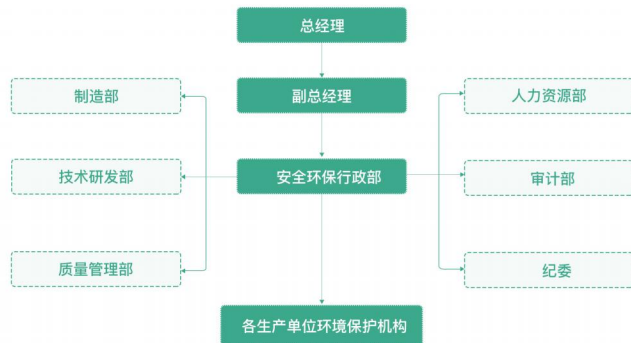 总经理
制造部
副总经理
人力资源部
技术研发部
安全环保行政部
审计部
质量管理部
纪委
各生产单位环境保护机构